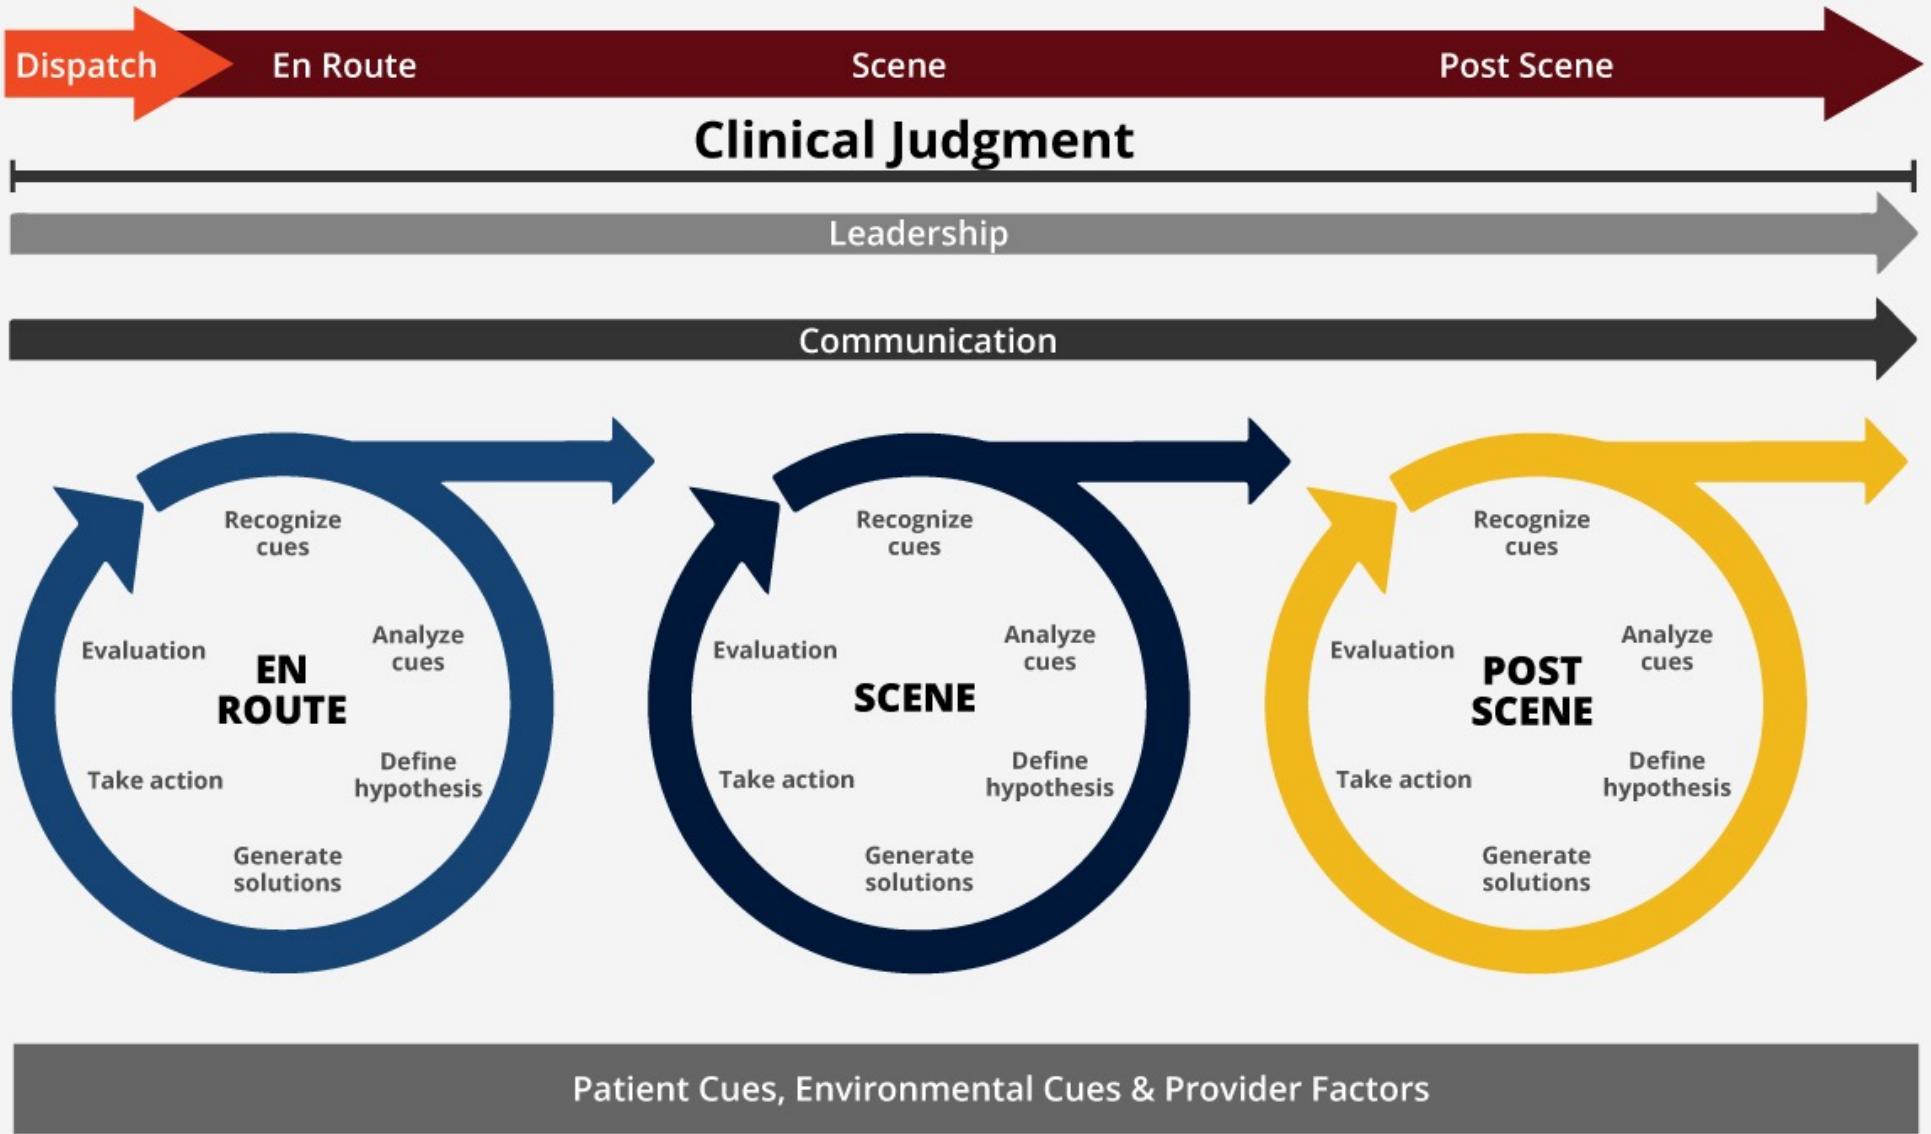 Dispatch
En Route
Scene
Post Scene
Clinical Judgment
Leadership
Communication
Recognize
cues
Analyze
cues
Define
hypothesis
Generate
solutions
Take action
Evaluation
EN
ROUTE
Recognize
cues
Analyze
cues
Define
hypothesis
Generate
solutions
Take action
Evaluation
SCENE
Recognize
cues
Analyze
cues
Define
hypothesis
Generate
solutions
Take action
Evaluation
POST
SCENE
Patient Cues, Environmental Cues & Provider Factors